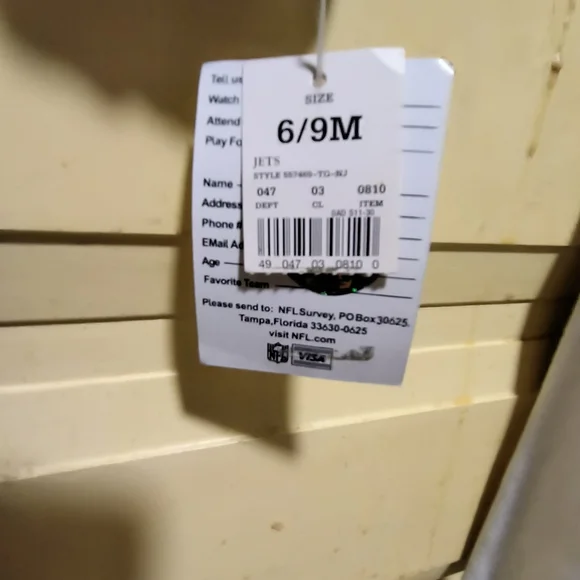 SIZE
6/9M
JETS
STYLE 557465-TG-NJ
047 03 0810
DEPT CL ITEM
49 047 03 0810 0
Tell us
Watch
Attend
Play Fo
Name
Address
Phone #
EMail Ad
Age
Favorite Team
Please send to: NFL Survey, PO Box 30625,
Tampa, Florida 33630-0625
visit NFL.com
NFL VISA